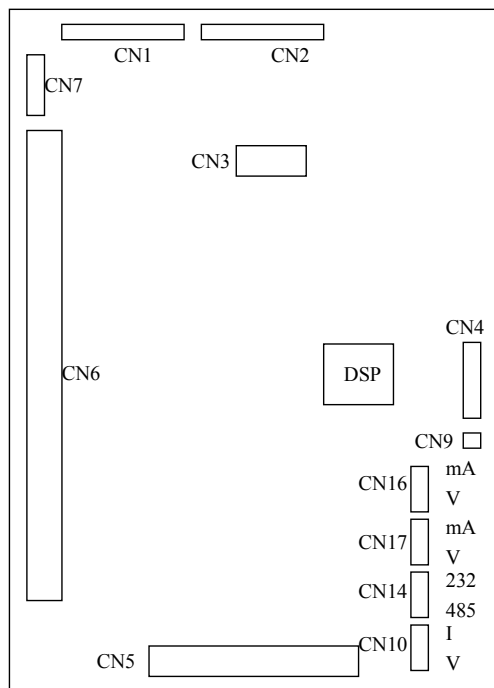 CN1
CN2
CN7
CN3
CN4
CN6
DSP
CN9
CN16
mA
V
CN17
mA
V
CN14
232
485
CN10
I
V
CN5